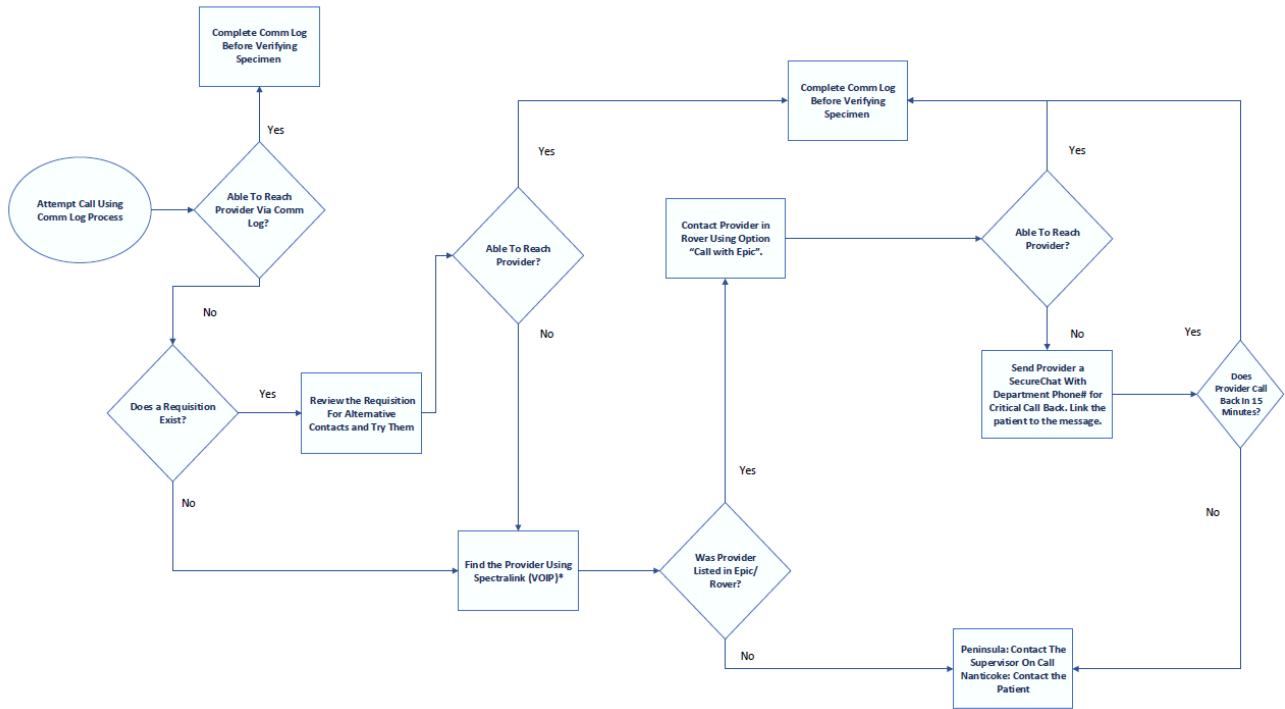 Complete Comm Log
Before Verifying
Specimen
Yes
Attempt Call Using
Comm Log Process
Able To Reach
Provider Via Comm
Log?
No
Does a Requisition
Exist?
Yes
Review the Requisition
For Alternative
Contacts and Try Them
No
Able To Reach
Provider?
Yes
No
Complete Comm Log
Before Verifying
Specimen
Find the Provider Using
Spectralink (VOIP)*
Was Provider
Listed in Epic/
Rover?
Yes
No
Contact Provider in
Rover Using Option
“Call with Epic”.
Able To Reach
Provider?
Yes
No
Send Provider a
SecureChat With
Department Phone# for
Critical Call Back. Link the
patient to the message.
Does
Provider Call
Back In 15
Minutes?
Yes
No
Peninsula: Contact The
Supervisor On Call
Nanticoke: Contact the
Patient